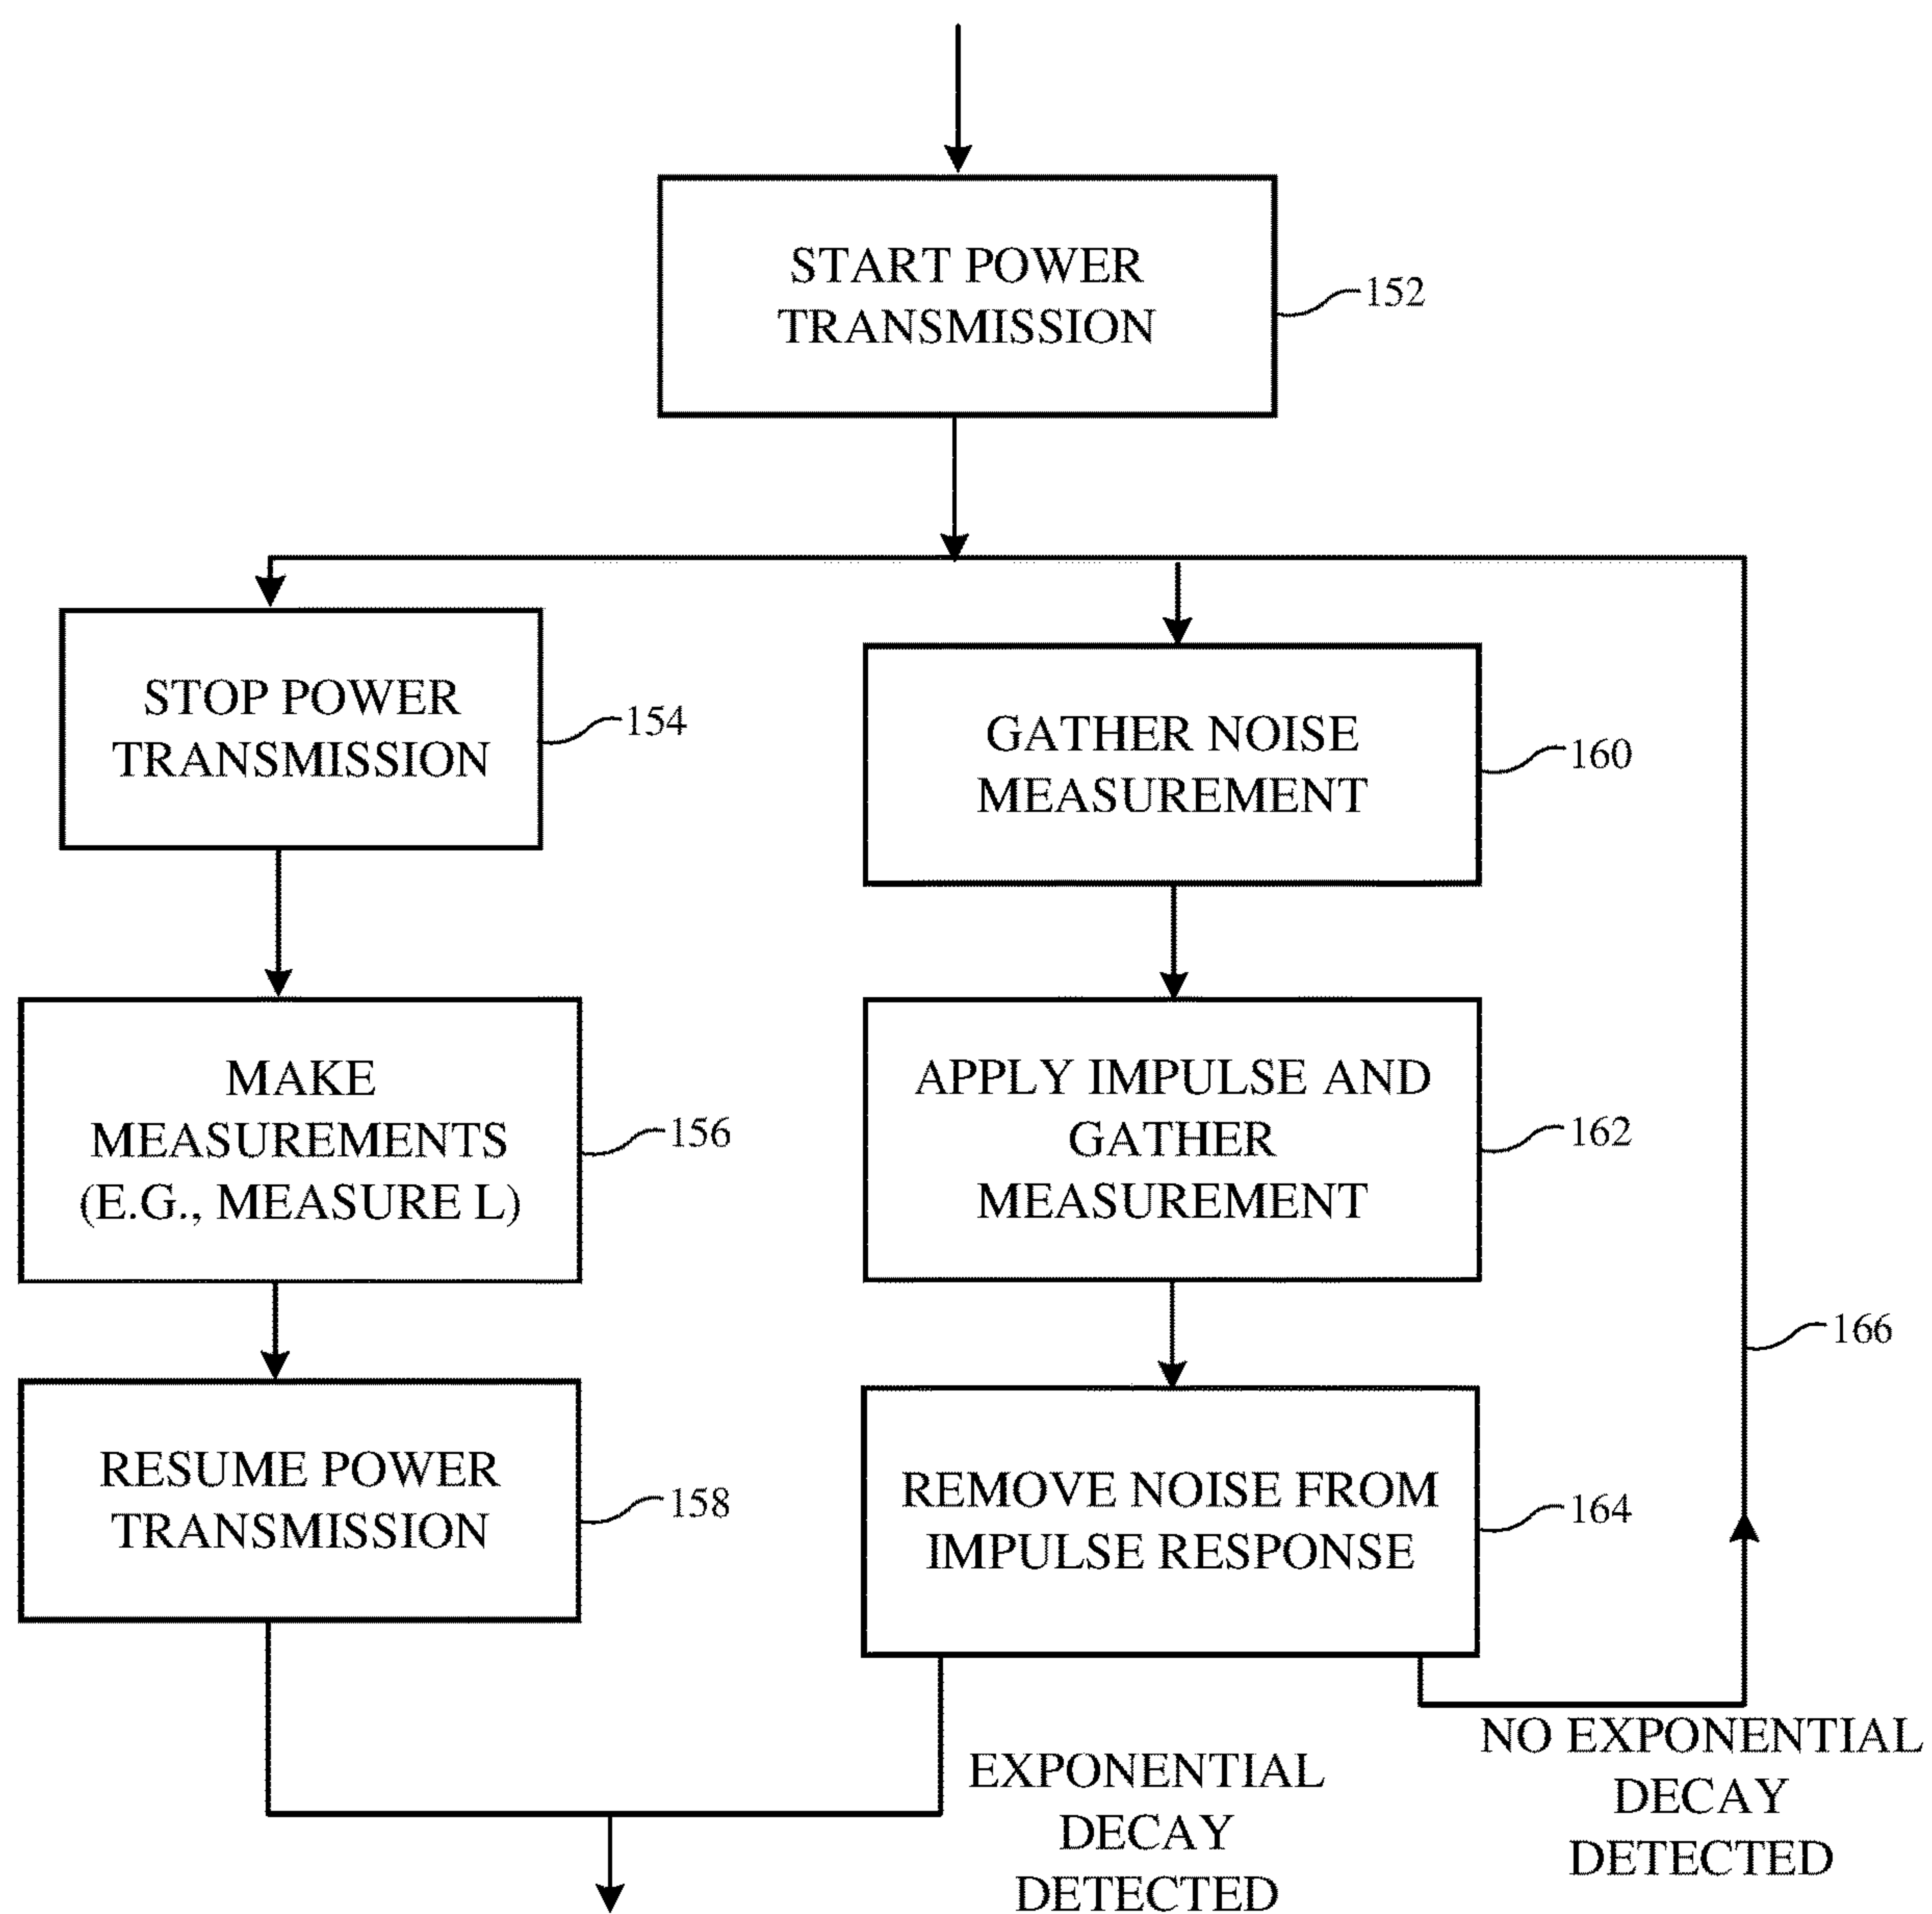 START POWER
TRANSMISSION
152
STOP POWER
TRANSMISSION
154
GATHER NOISE
MEASUREMENT
160
MAKE
MEASUREMENTS
(E.G., MEASURE L)
156
APPLY IMPULSE AND
GATHER
MEASUREMENT
162
166
RESUME POWER
TRANSMISSION
158
REMOVE NOISE FROM
IMPULSE RESPONSE
164
EXPONENTIAL
DECAY
DETECTED
NO EXPONENTIAL
DECAY
DETECTED